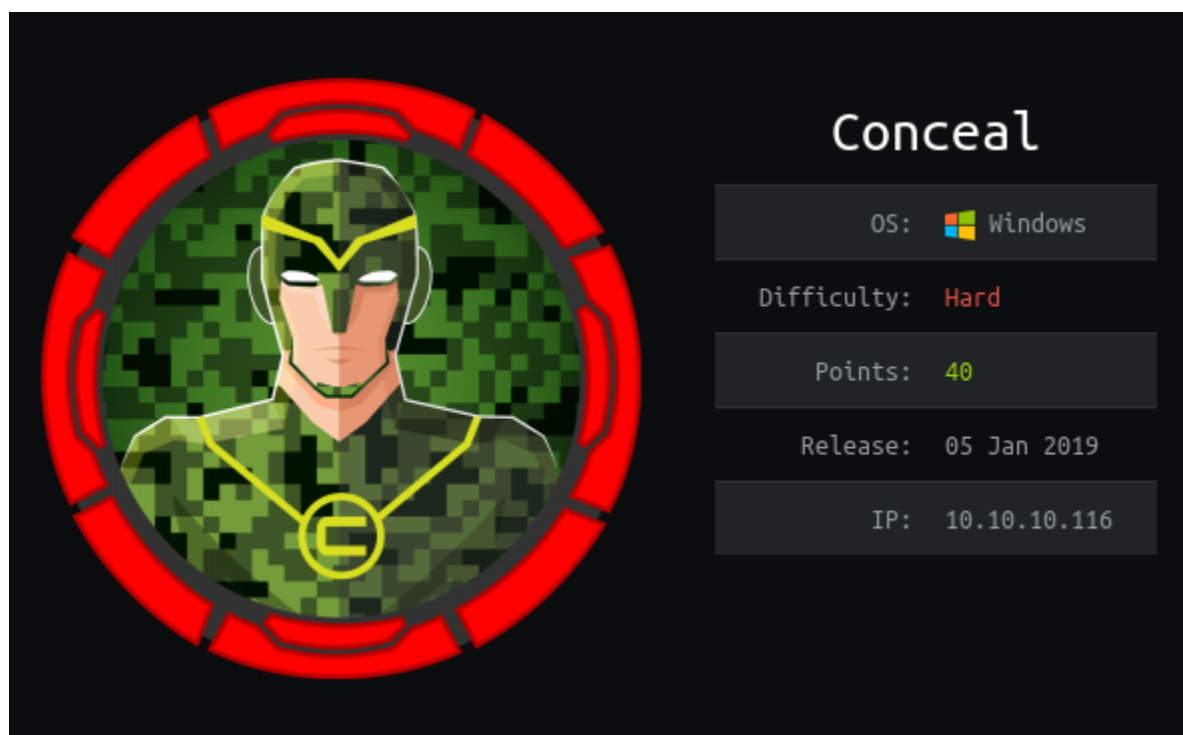 Conceal
OS: Windows
Difficulty: Hard
Points: 40
Release: 05 Jan 2019
IP: 10.10.10.116
C